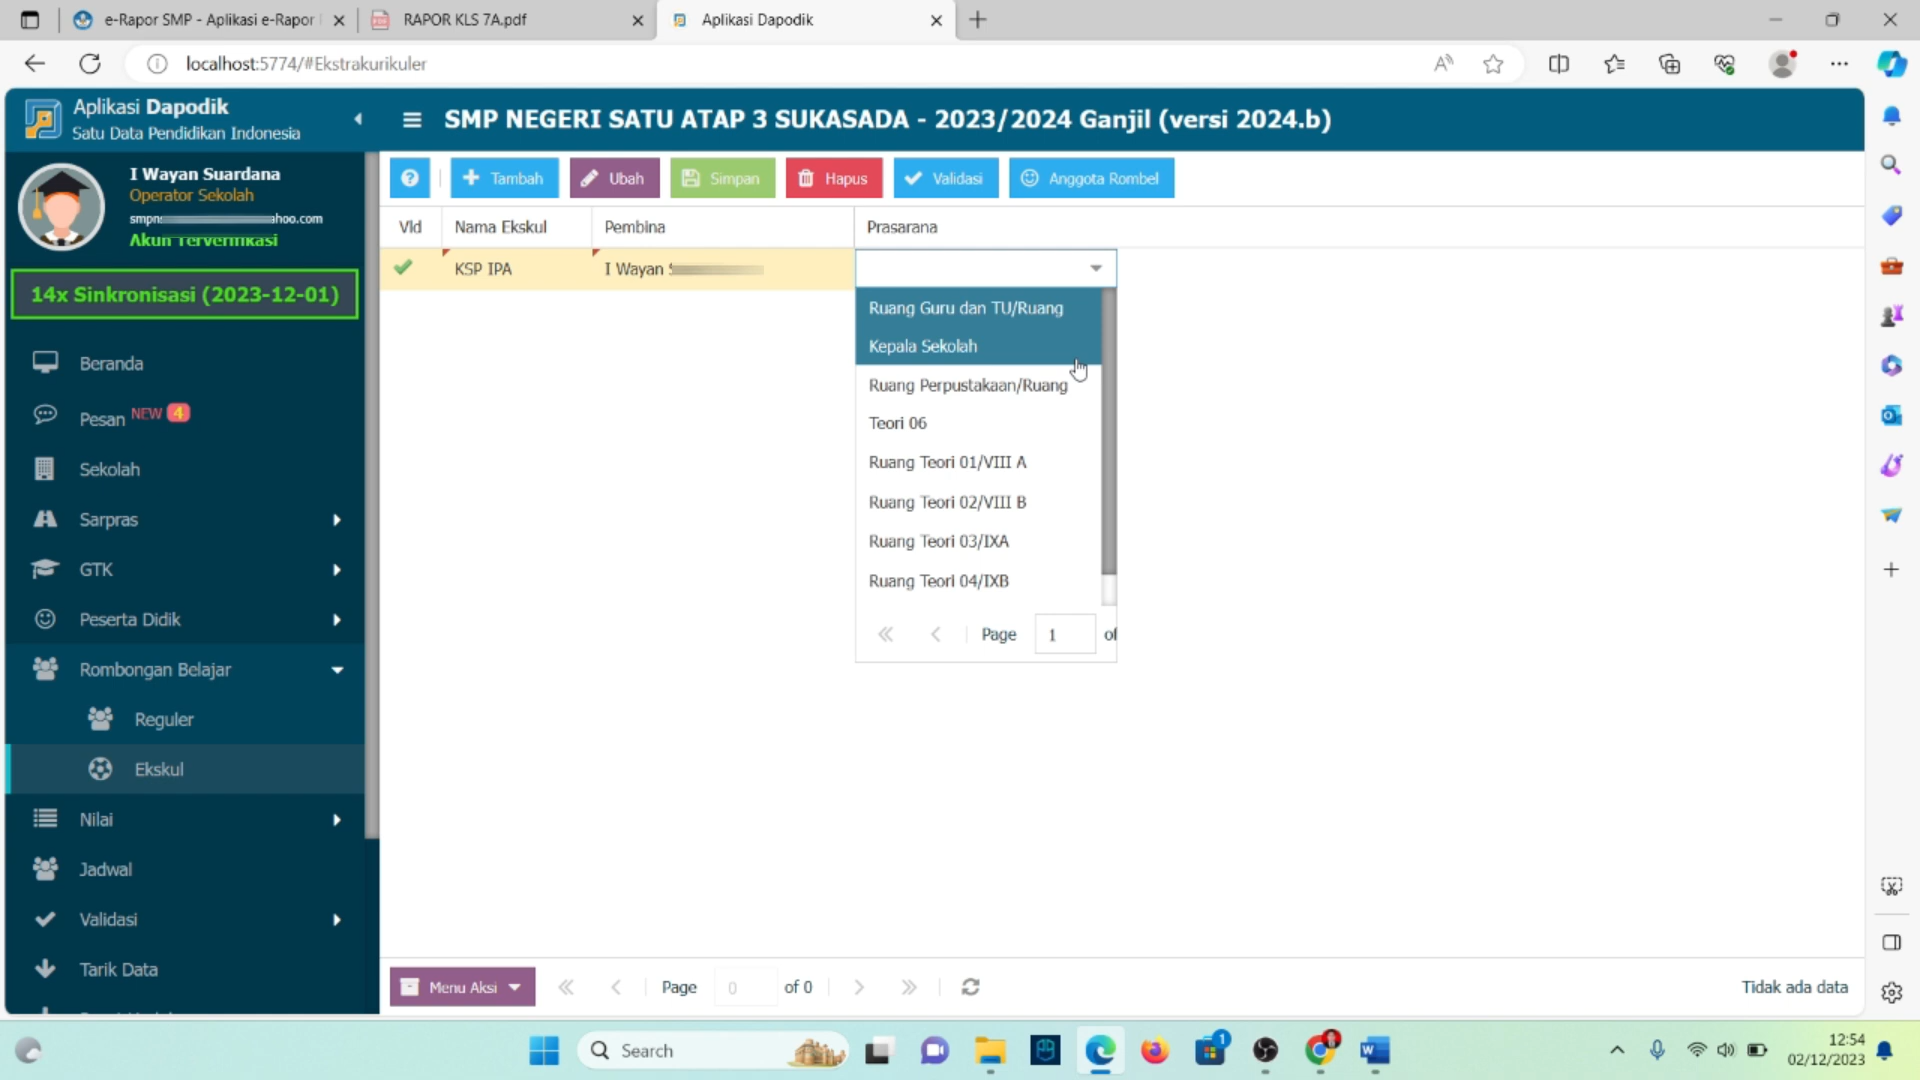 e-Rapor SMP - Aplikasi e-Rapor
RAPOR KLS 7A.pdf
Aplikasi Dapodik
localhost:5774/#Ekstrakurikuler
Aplikasi Dapodik
Satu Data Pendidikan Indonesia
SMP NEGERI SATU ATAP 3 SUKASADA - 2023/2024 Ganjil (versi 2024.b)
I Wayan Suardana
Operator Sekolah
smpn ahoo.com
Akun Terverifikasi
14x Sinkronisasi (2023-12-01)
Beranda
Pesan NEW 4
Sekolah
Sarpras
GTK
Peserta Didik
Rombongan Belajar
Reguler
Ekskul
Nilai
Jadwal
Validasi
Tarik Data
Tambah
Ubah
Simpan
Hapus
Validasi
Anggota Rombel
Vld
Nama Ekskul
Pembina
Prasarana
KSP IPA
I Wayan
Ruang Guru dan TU/Ruang
Kepala Sekolah
Ruang Perpustakaan/Ruang
Teori 06
Ruang Teori 01/VIII A
Ruang Teori 02/VIII B
Ruang Teori 03/IXA
Ruang Teori 04/IXB
Page 1 of
Menu Aksi
Page 0 of 0
Tidak ada data
Search
1
12:54
02/12/2023